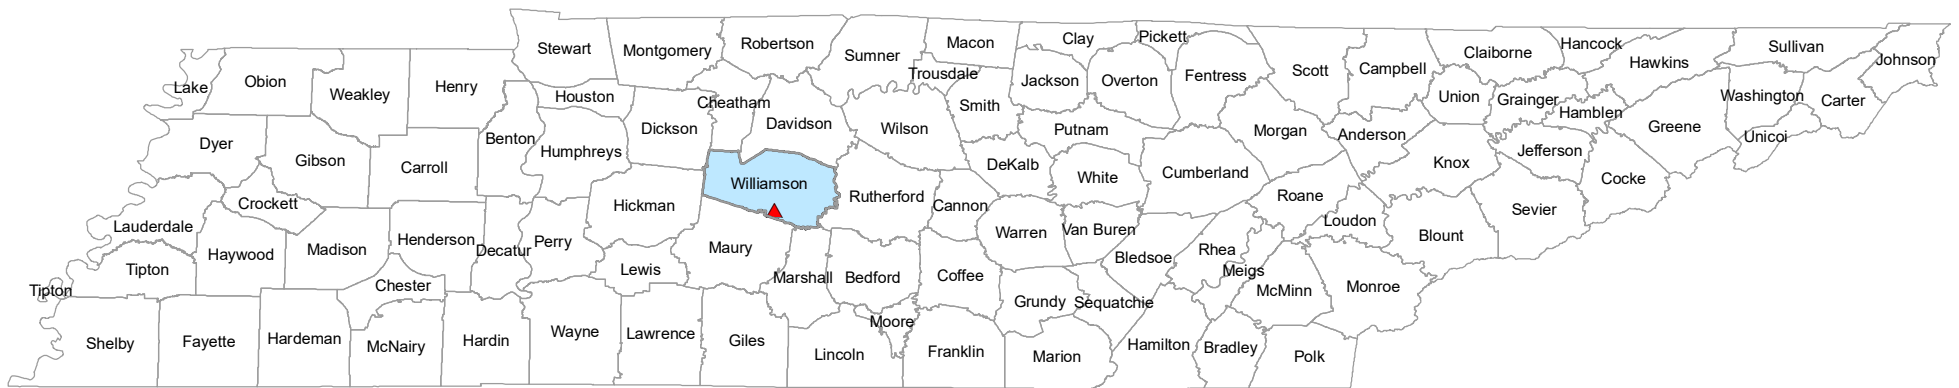 Stewart
Montgomery
Robertson
Sumner
Macon
Clay
Pickett
Claiborne
Hancock
Sullivan
Johnson
Lake
Obion
Weakley
Henry
Houston
Cheatham
Trousdale
Jackson
Overton
Fentress
Scott
Campbell
Hawkins
Union
Grainger
Hamblen
Washington
Carter
Dyer
Gibson
Carroll
Benton
Humphreys
Dickson
Davidson
Wilson
Smith
Putnam
Morgan
Anderson
Knox
Jefferson
Greene
Unicoi
Crockett
Williamson
Rutherford
Cannon
DeKalb
White
Cumberland
Roane
Loudon
Sevier
Cocke
Lauderdale
Haywood
Madison
Henderson
Decatur
Perry
Hickman
Maury
Warren
Van Buren
Bledsoe
Rhea
Blount
Tipton
Tipton
Chester
Lewis
Marshall
Bedford
Coffee
Grundy
Sequatchie
Meigs
McMinn
Monroe
Shelby
Fayette
Hardeman
McNairy
Hardin
Wayne
Lawrence
Giles
Lincoln
Moore
Franklin
Marion
Hamilton
Bradley
Polk